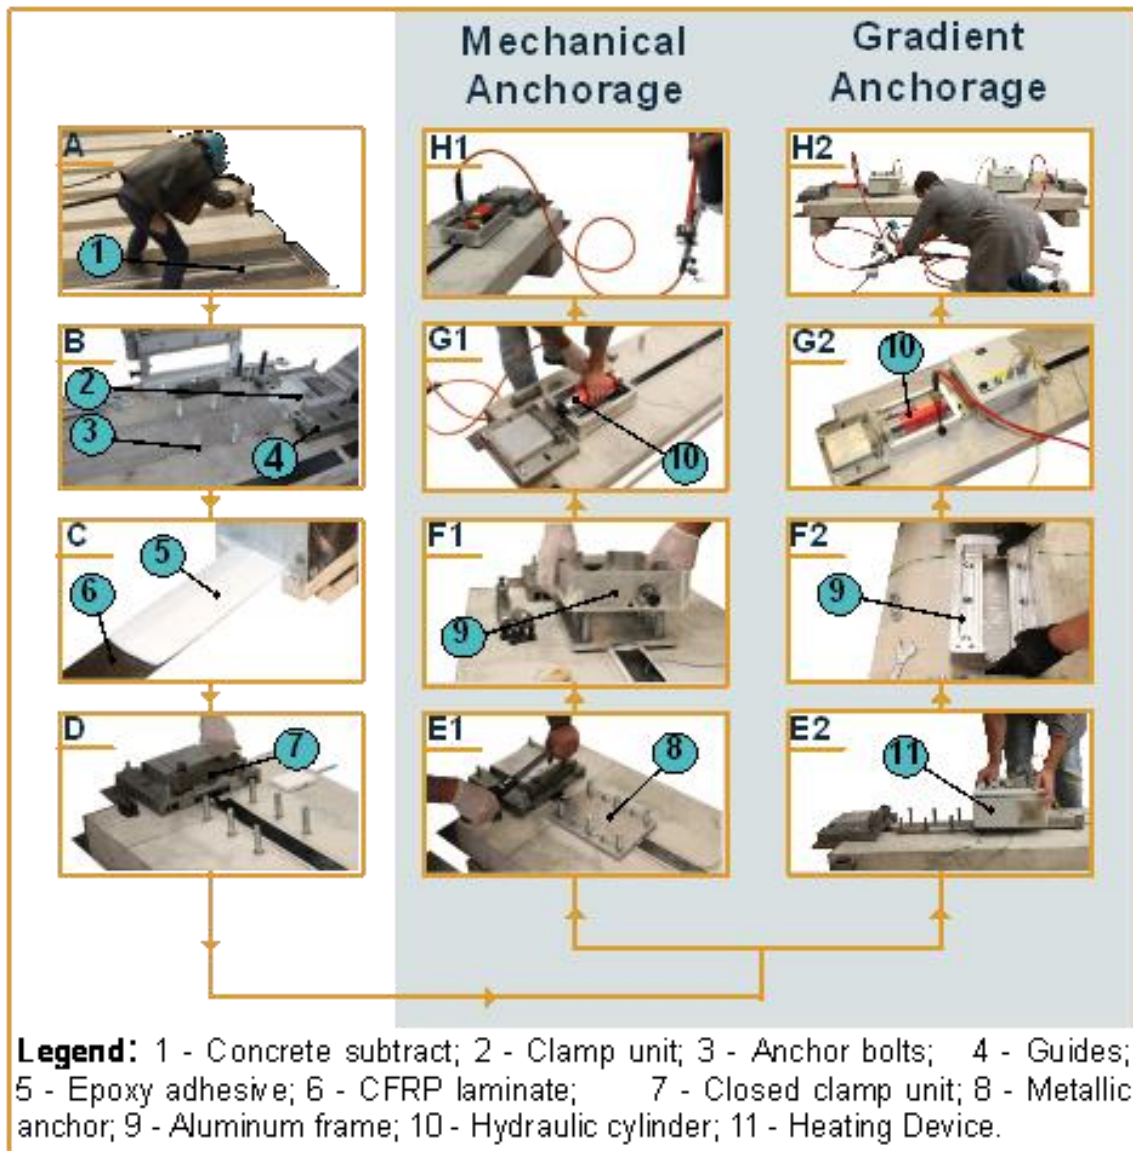 Mechanical
Anchorage
Gradient
Anchorage
A
1
H1
H2
B
2
3
4
G1
10
G2
10
C
5
6
F1
9
F2
9
D
7
E1
8
E2
11
Legend: 1 - Concrete subtract; 2 - Clamp unit; 3 - Anchor bolts; 4 - Guides;
5 - Epoxy adhesive; 6 - CFRP laminate; 7 - Closed clamp unit; 8 - Metallic
anchor; 9 - Aluminum frame; 10 - Hydraulic cylinder; 11 - Heating Device.